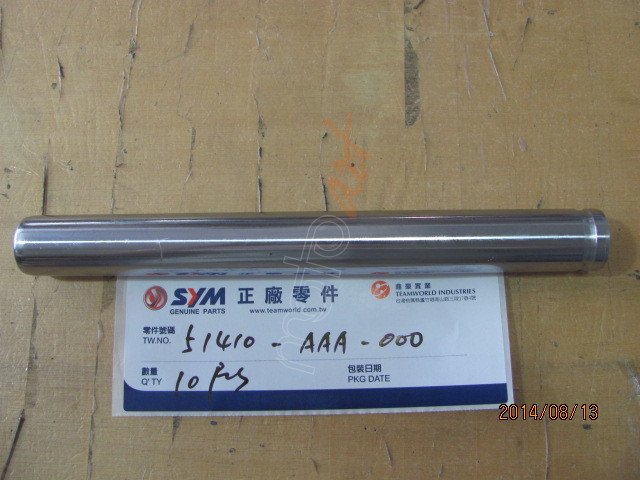 SYM
GENUINE PARTS
正廠零件
www.teamworld.com.tw
鑫豪實業
TEAMWORLD INDUSTRIES
零件號碼
TW.NO. 51410 - AAA - 000
數量
Q'TY 10 pcs
包裝日期
PKG DATE
2014/08/13